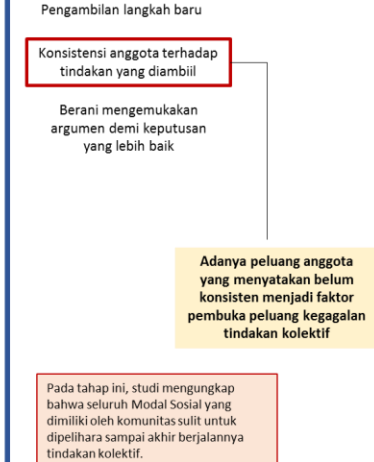 Pengambilan langkah baru
Konsistensi anggota terhadap
tindakan yang diambiil
Berani mengemukakan
argumen demi keputusan
yang lebih baik
Adanya peluang anggota
yang menyatakan belum
konsisten menjadi faktor
pembuka peluang kegagalan
tindakan kolektif
Pada tahap ini, studi mengungkap
bahwa seluruh Modal Sosial yang
dimiliki oleh komunitas sulit untuk
dipelihara sampai akhir berjalannya
tindakan kolektif.